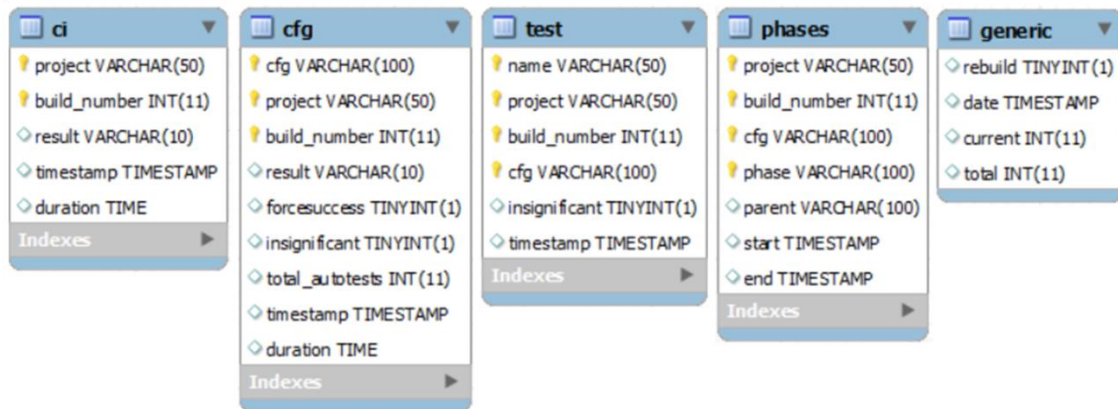 ci
project VARCHAR(50)
build_number INT(11)
result VARCHAR(10)
timestamp TIMESTAMP
duration TIME
Indexes
cfg
cfg VARCHAR(100)
project VARCHAR(50)
build_number INT(11)
result VARCHAR(10)
forcesuccess TINYINT(1)
insignificant TINYINT(1)
total_autotests INT(11)
timestamp TIMESTAMP
duration TIME
Indexes
test
name VARCHAR(50)
project VARCHAR(50)
build_number INT(11)
cfg VARCHAR(100)
insignificant TINYINT(1)
timestamp TIMESTAMP
Indexes
phases
project VARCHAR(50)
build_number INT(11)
cfg VARCHAR(100)
phase VARCHAR(100)
parent VARCHAR(100)
start TIMESTAMP
end TIMESTAMP
Indexes
generic
rebuild TINYINT(1)
date TIMESTAMP
current INT(11)
total INT(11)